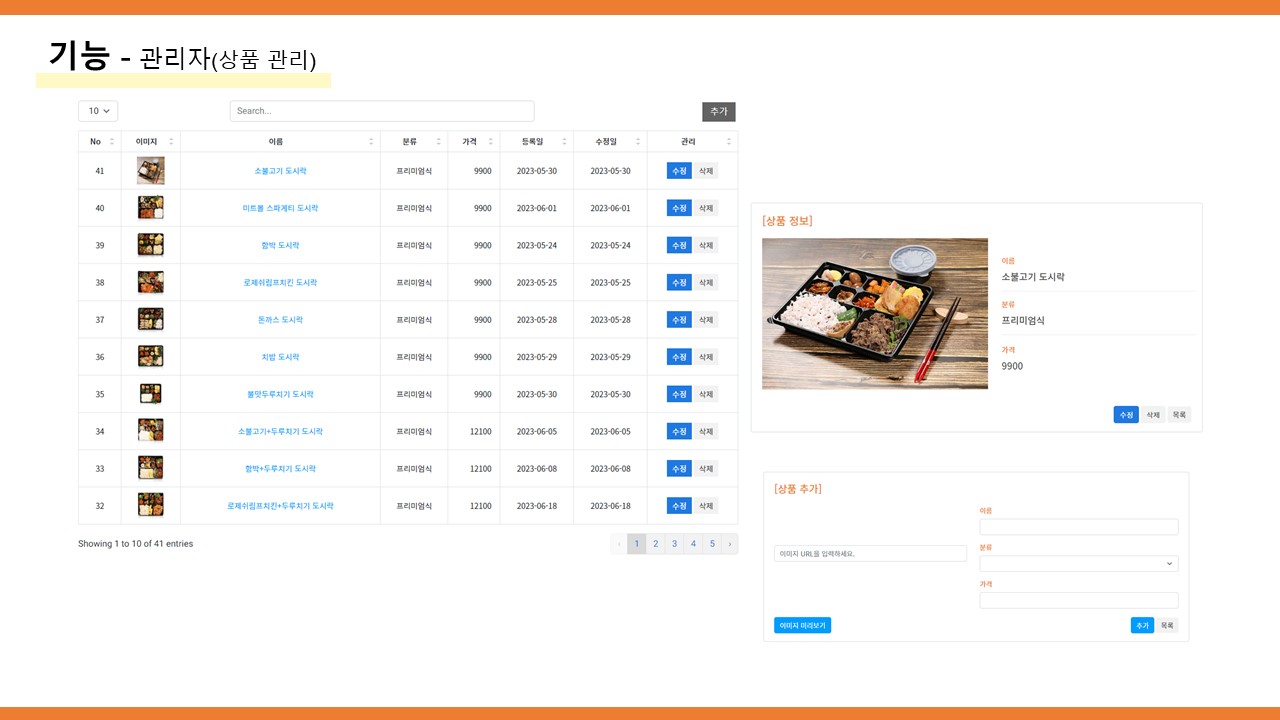 기능 - 관리자(상품 관리)
10
Search...
추가
No 이미지 이름 분류 가격 등록일 수정일 관리
41 소불고기 도시락 프리미엄식 9900 2023-05-30 2023-05-30 수정 삭제
40 미트볼 스파게티 도시락 프리미엄식 9900 2023-06-01 2023-06-01 수정 삭제
39 함박 도시락 프리미엄식 9900 2023-05-24 2023-05-24 수정 삭제
38 로제쉬림프치킨 도시락 프리미엄식 9900 2023-05-25 2023-05-25 수정 삭제
37 돈까스 도시락 프리미엄식 9900 2023-05-28 2023-05-28 수정 삭제
36 치밥 도시락 프리미엄식 9900 2023-05-29 2023-05-29 수정 삭제
35 불맛두루치기 도시락 프리미엄식 9900 2023-05-30 2023-05-30 수정 삭제
34 소불고기+두루치기 도시락 프리미엄식 12100 2023-06-05 2023-06-05 수정 삭제
33 함박+두루치기 도시락 프리미엄식 12100 2023-06-08 2023-06-08 수정 삭제
32 로제쉬림프치킨+두루치기 도시락 프리미엄식 12100 2023-06-18 2023-06-18 수정 삭제
Showing 1 to 10 of 41 entries
‹ 1 2 3 4 5 ›
[상품 정보]
이름
소불고기 도시락
분류
프리미엄식
가격
9900
수정 삭제 목록
[상품 추가]
이름
이미지 URL을 입력하세요.
분류
가격
이미지 미리보기
추가 목록